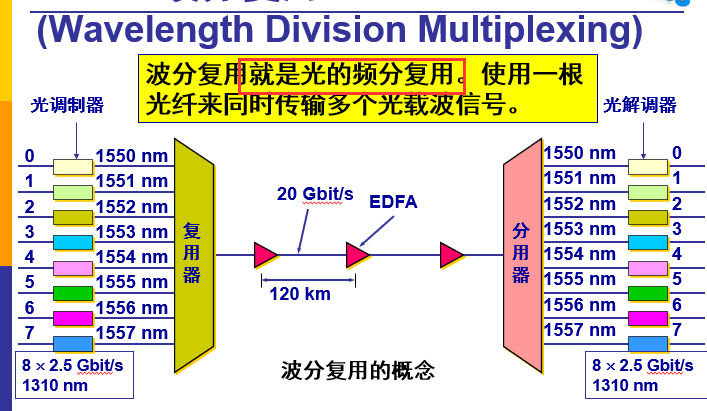 (Wavelength Division Multiplexing)
波分复用就是光的频分复用。使用一根
光纤来同时传输多个光载波信号。
光调制器
光解调器
0 1550 nm
1 1551 nm
2 1552 nm
3 1553 nm
4 1554 nm
5 1555 nm
6 1556 nm
7 1557 nm
8 × 2.5 Gbit/s
1310 nm
复用器
20 Gbit/s
EDFA
120 km
分用器
1550 nm 0
1551 nm 1
1552 nm 2
1553 nm 3
1554 nm 4
1555 nm 5
1556 nm 6
1557 nm 7
8 × 2.5 Gbit/s
1310 nm
波分复用的概念